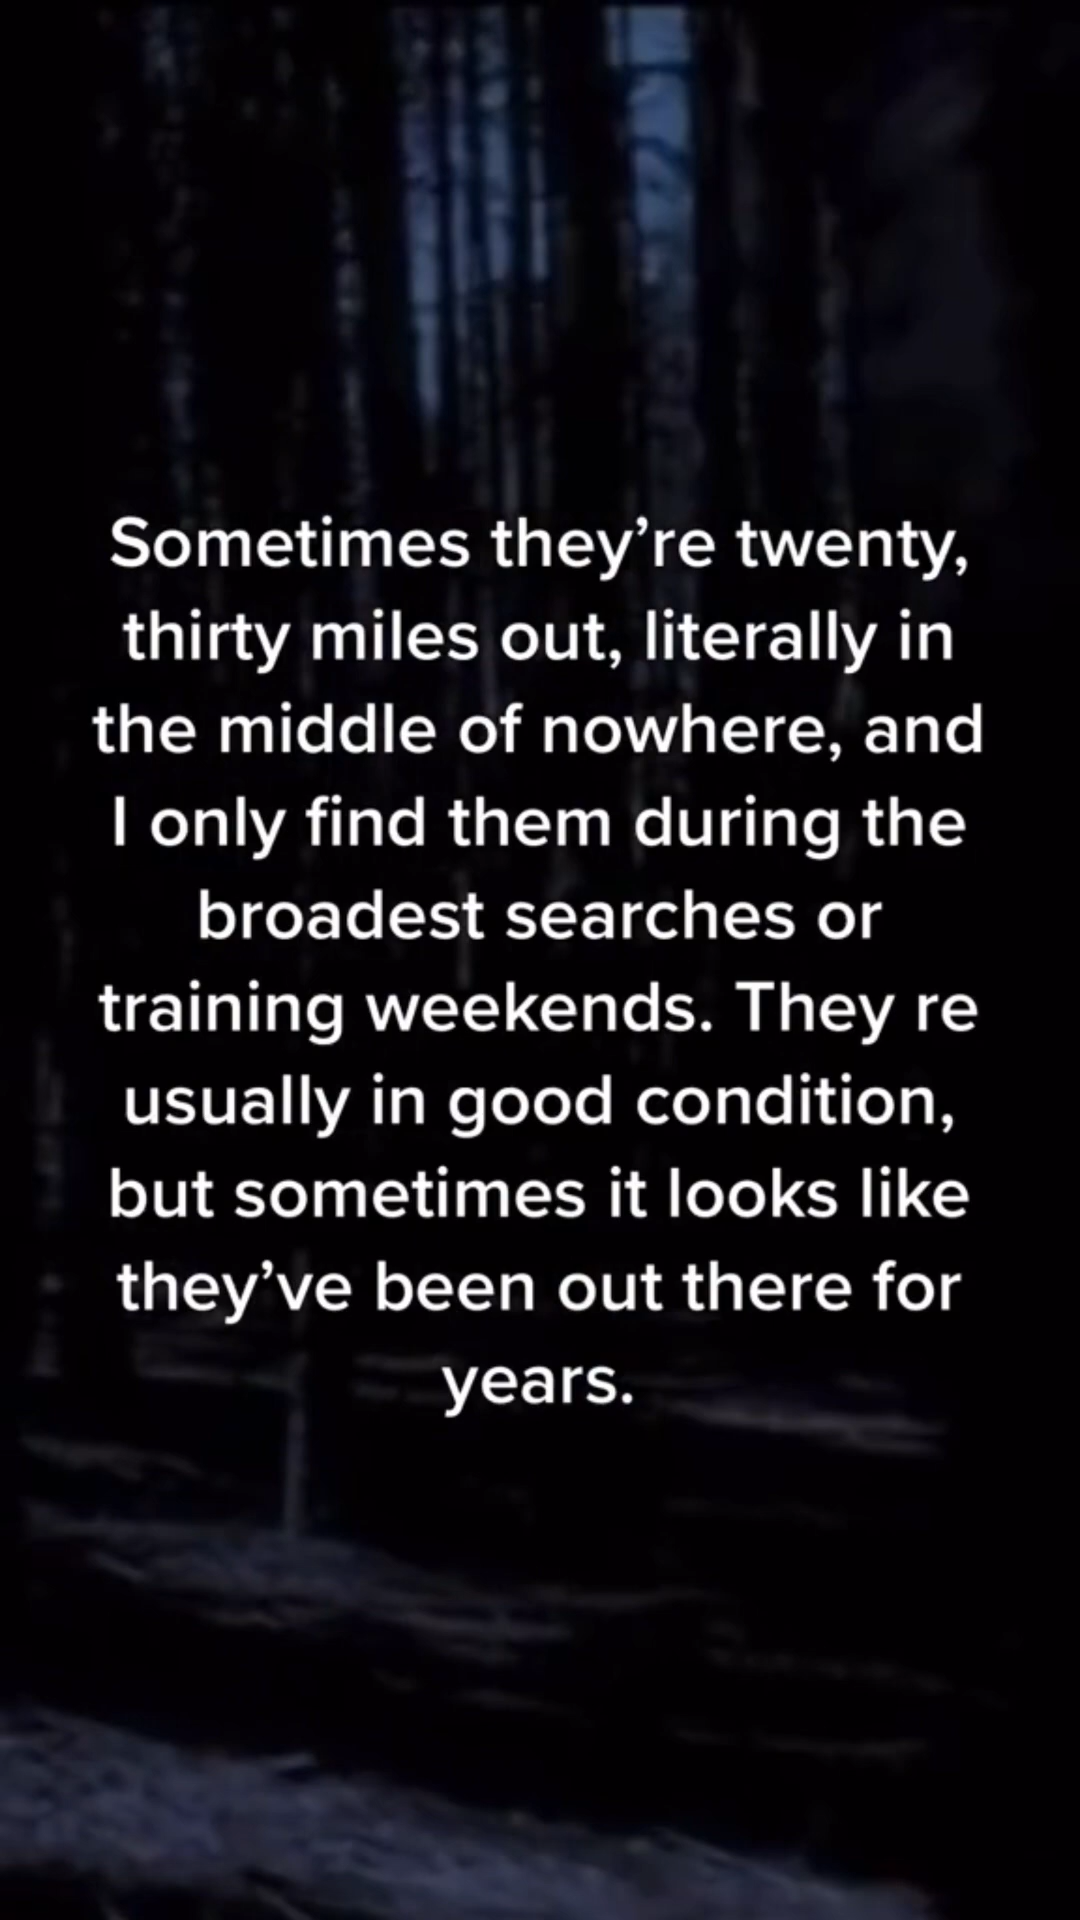 Sometimes they’re twenty,
thirty miles out, literally in
the middle of nowhere, and
I only find them during the
broadest searches or
training weekends. They re
usually in good condition,
but sometimes it looks like
they’ve been out there for
years.